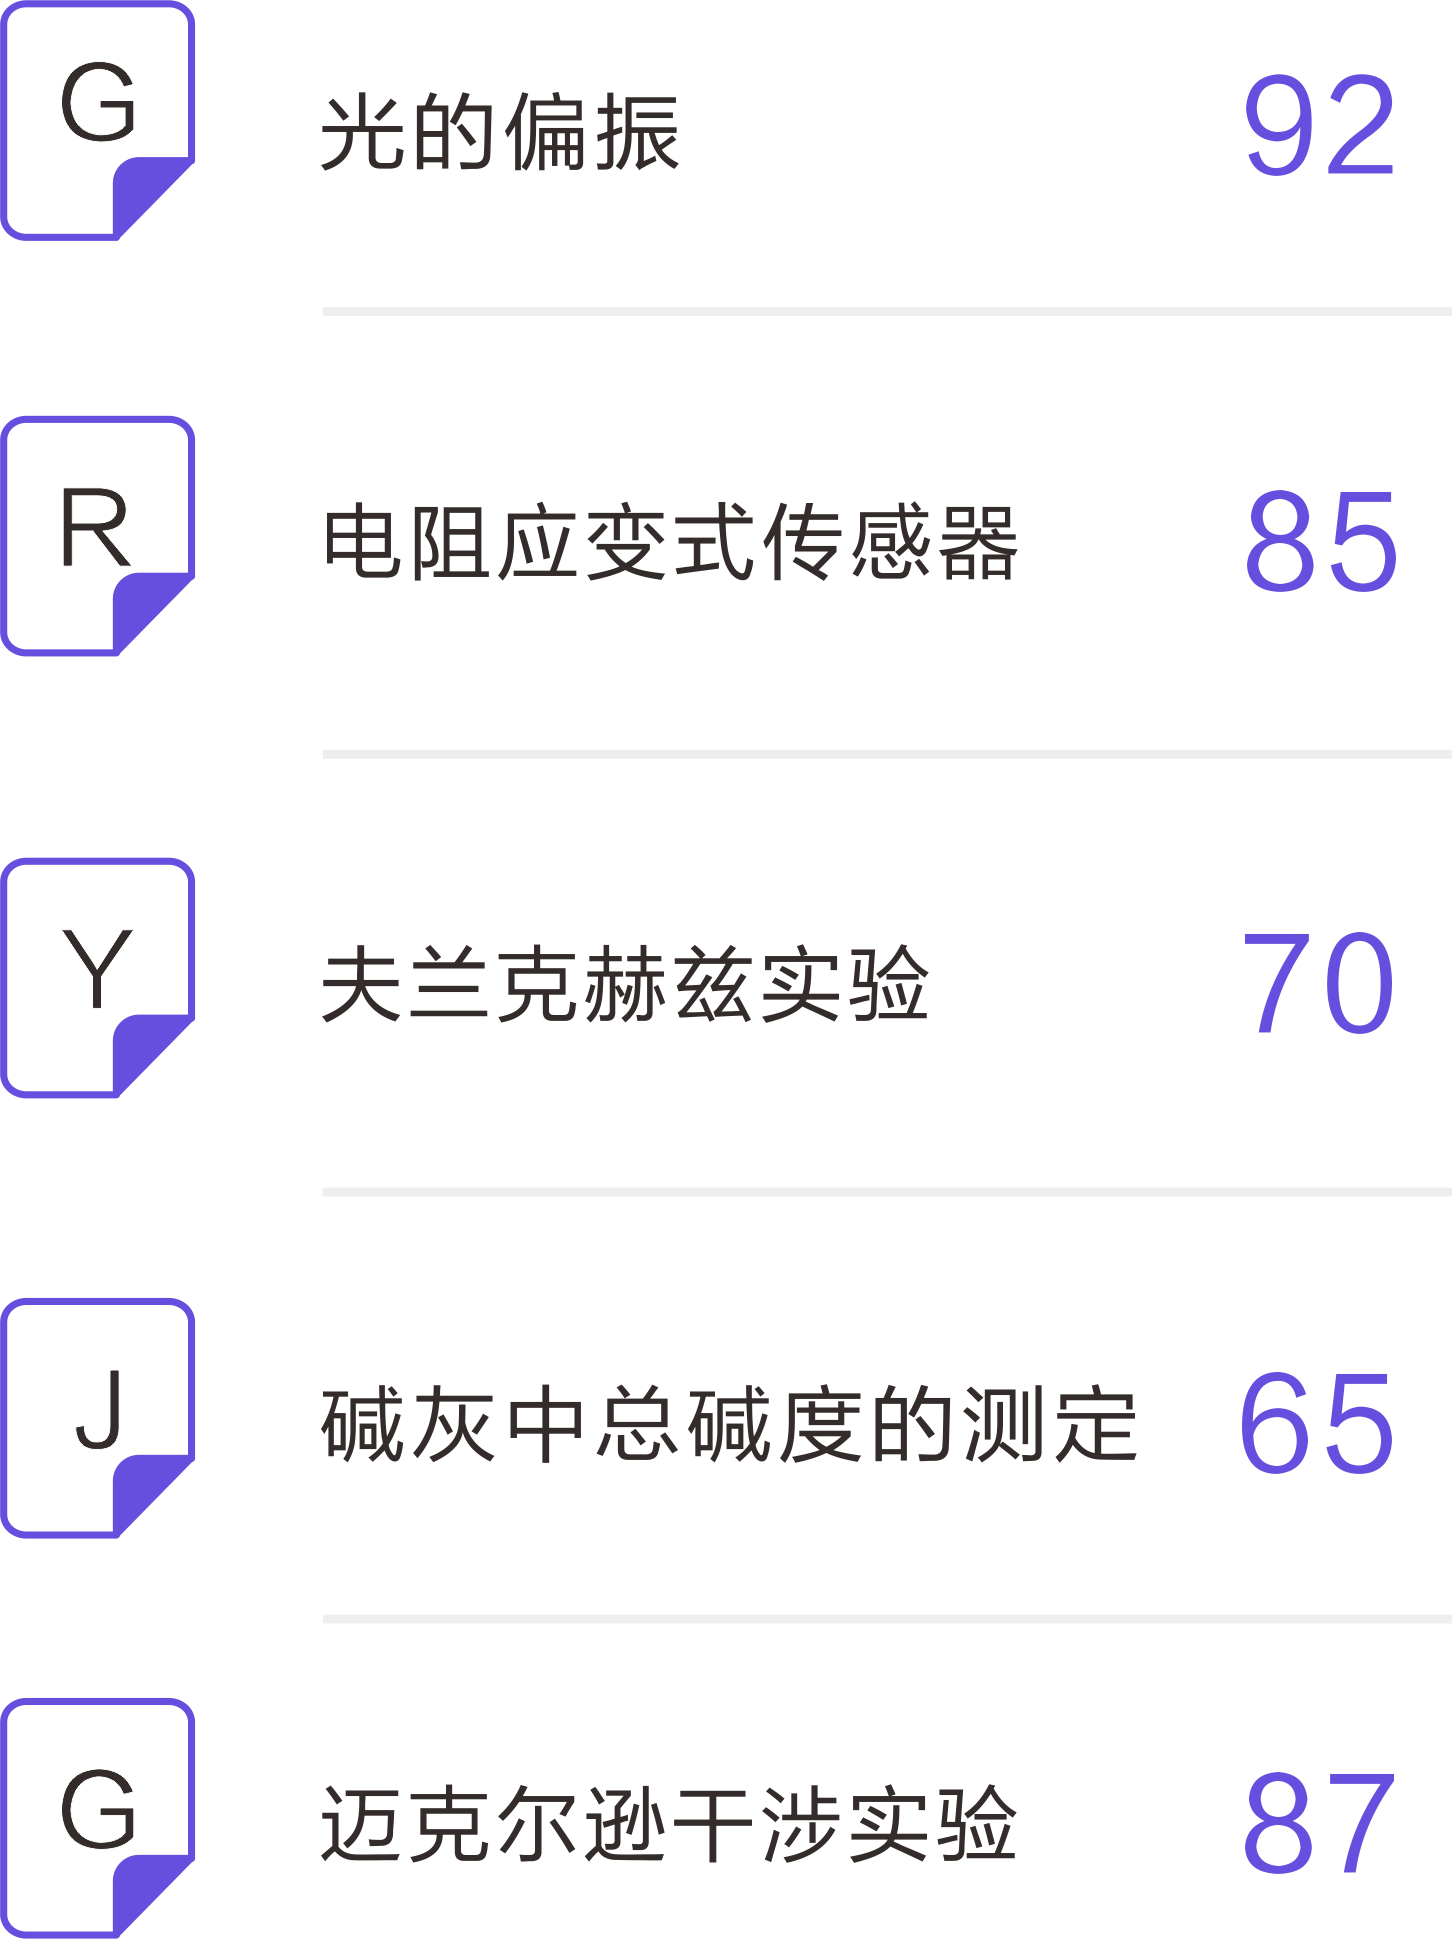 G 光的偏振 92
R 电阻应变式传感器 85
Y 夫兰克赫兹实验 70
J 碱灰中总碱度的测定 65
G 迈克尔逊干涉实验 87